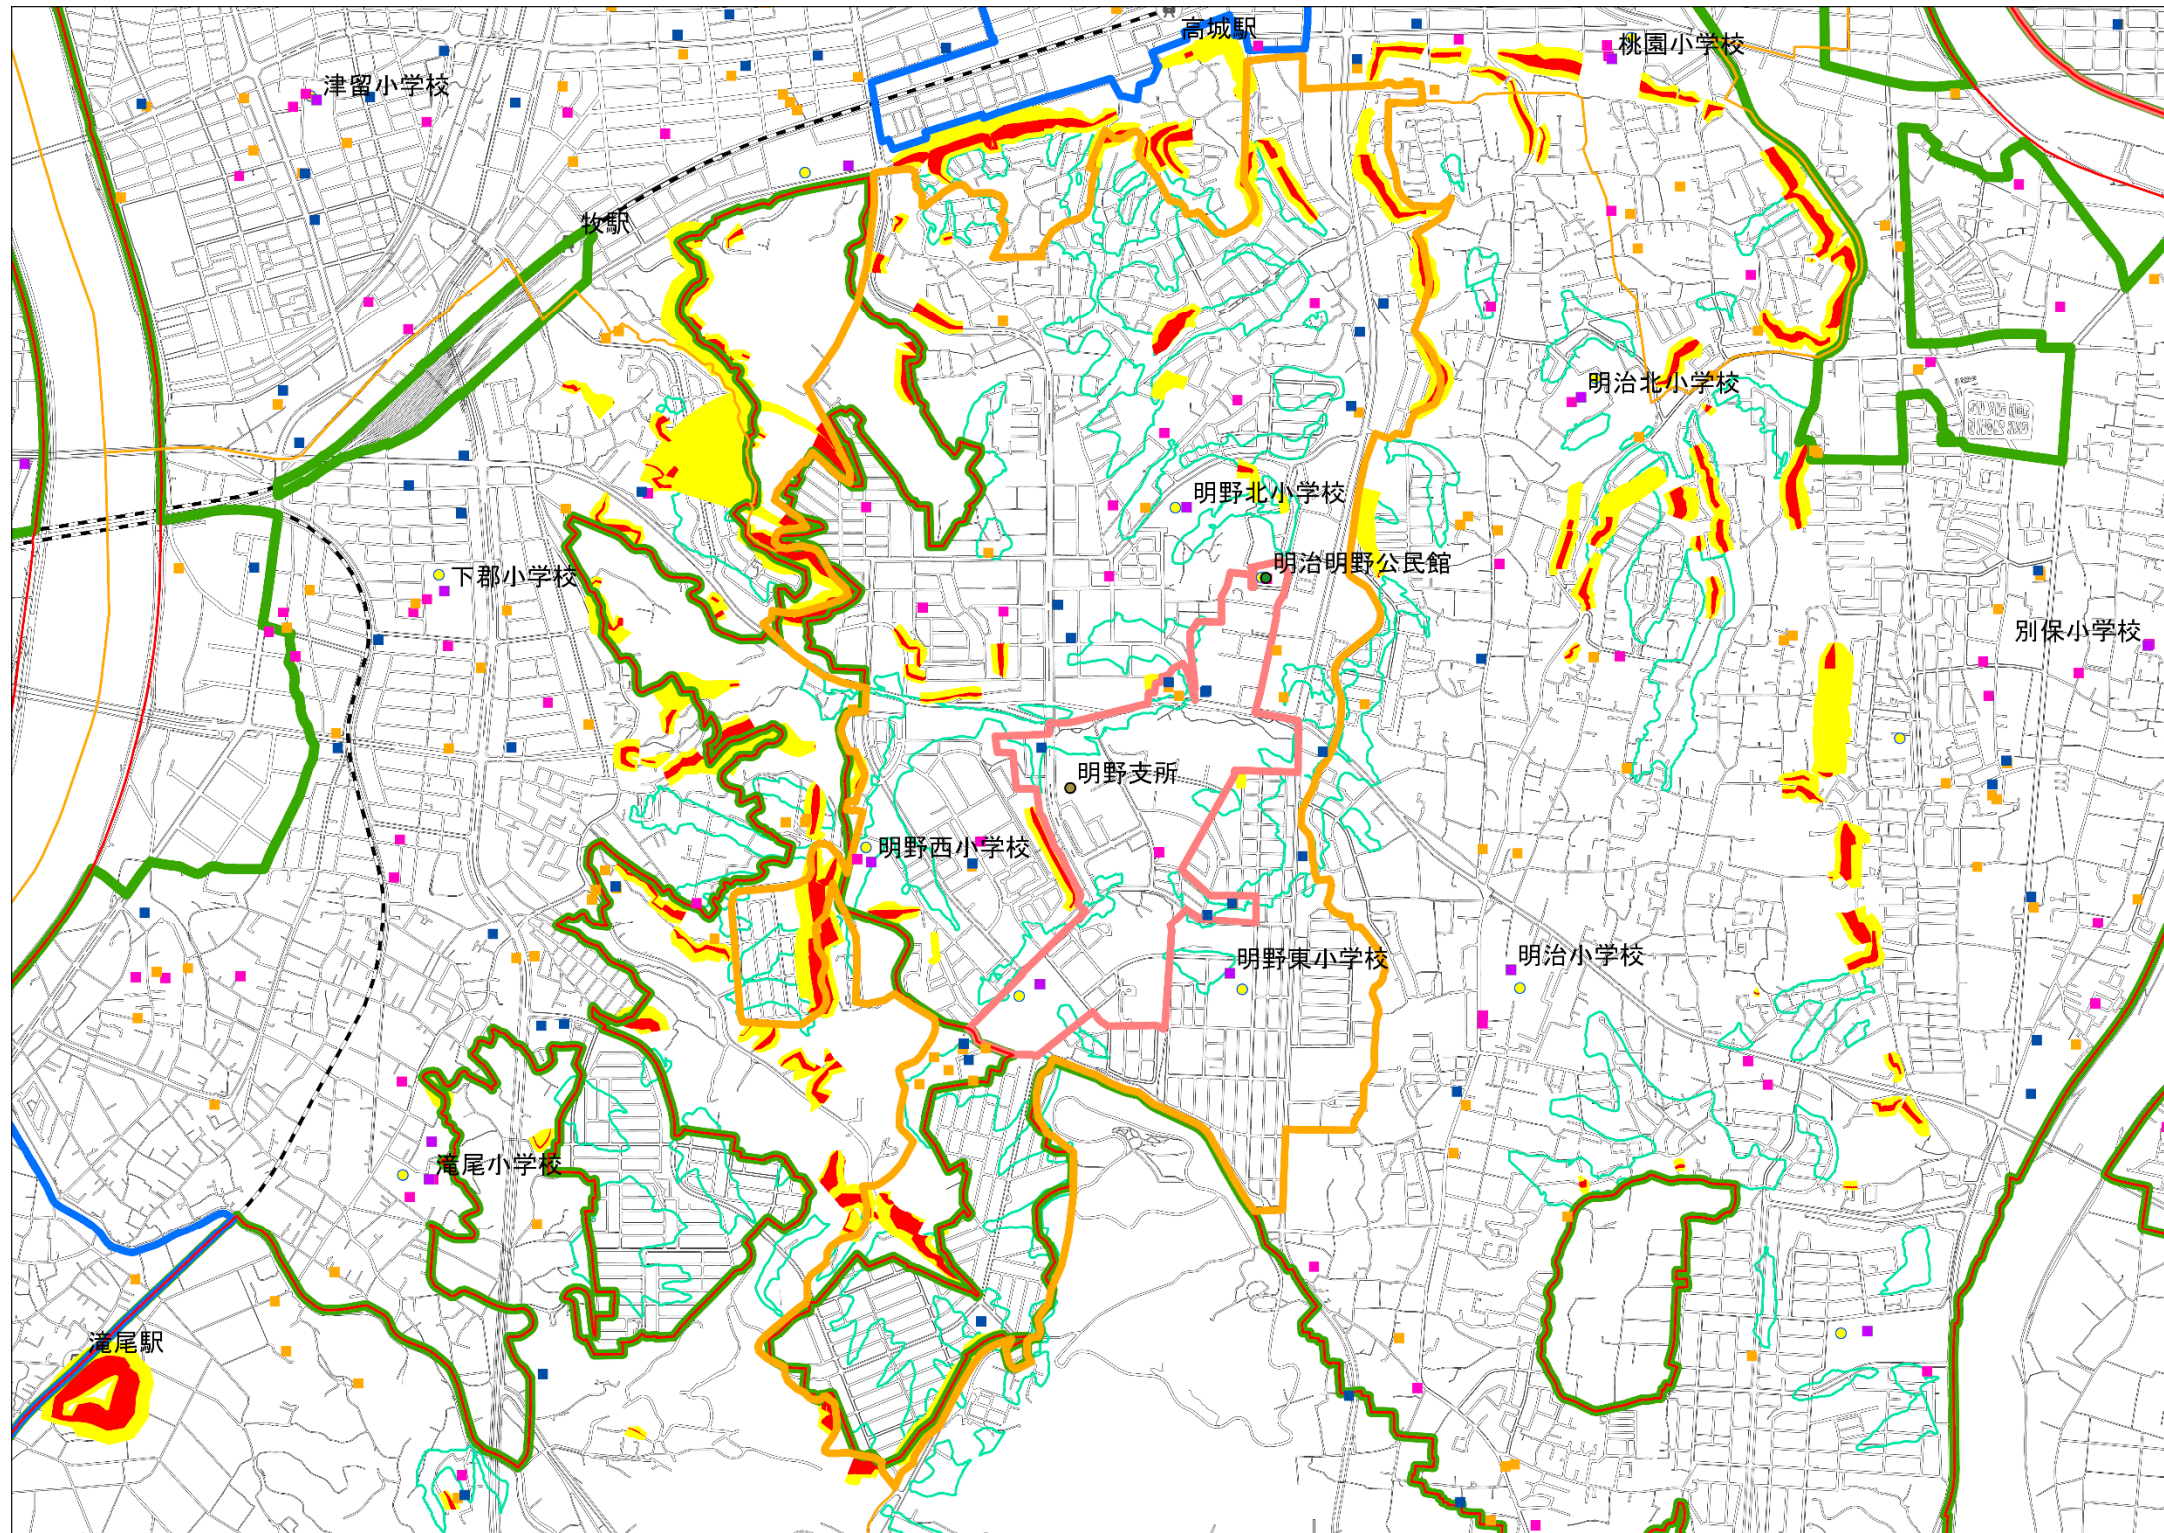 高城駅
桃園小学校
津留小学校
牧駅
明治北小学校
明野北小学校
明治明野公民館
下郡小学校
別保小学校
明野支所
明野西小学校
明治小学校
明野東小学校
滝尾小学校
滝尾駅